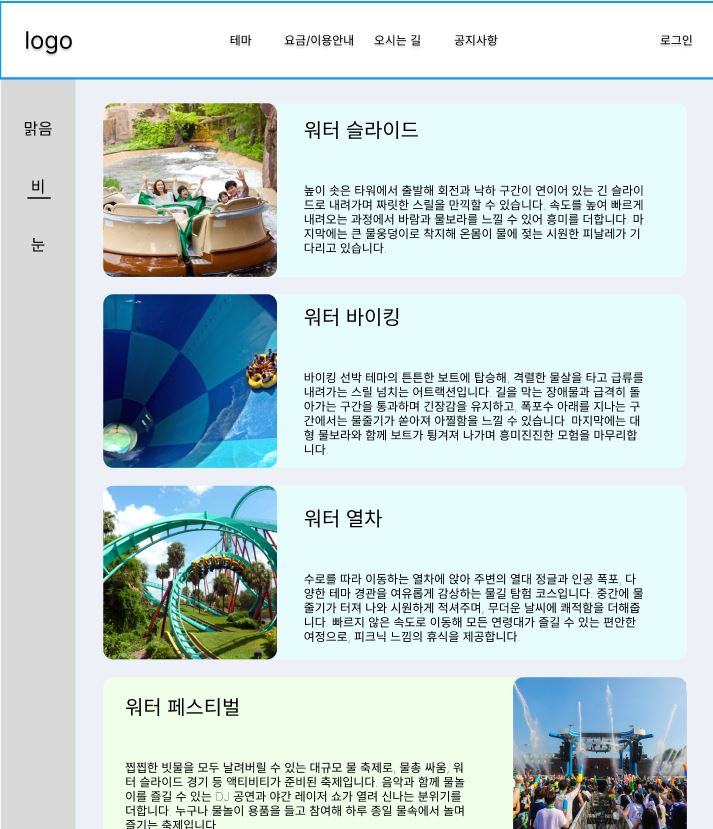 logo
테마
요금/이용안내
오시는 길
공지사항
로그인
맑음
비
눈
워터 슬라이드
높이 솟은 타워에서 출발해 회전과 낙하 구간이 연이어 있는 긴 슬라이
드로 내려가며 짜릿한 스릴을 만끽할 수 있습니다. 속도를 높여 빠르게
내려오는 과정에서 바람과 물보라를 느낄 수 있어 흥미를 더합니다. 마
지막에는 큰 물웅덩이로 착지해 온몸이 물에 젖는 시원한 피날레가 기
다리고 있습니다.
워터 바이킹
바이킹 선박 테마의 튼튼한 보트에 탑승해, 격렬한 물살을 타고 급류를
내려가는 스릴 넘치는 어트랙션입니다. 길을 막는 장애물과 급격히 돌
아가는 구간을 통과하며 긴장감을 유지하고, 폭포수 아래를 지나는 구
간에서는 물줄기가 쏟아져 아찔함을 느낄 수 있습니다. 마지막에는 대
형 물보라와 함께 보트가 튕겨져 나가며 흥미진진한 모험을 마무리합
니다.
워터 열차
수로를 따라 이동하는 열차에 앉아 주변의 열대 정글과 인공 폭포, 다
양한 테마 경관을 여유롭게 감상하는 물길 탐험 코스입니다. 중간에 물
줄기가 터져 나와 시원하게 적셔주며, 무더운 날씨에 쾌적함을 더해줍
니다. 빠르지 않은 속도로 이동해 모든 연령대가 즐길 수 있는 편안한
여정으로, 피크닉 느낌의 휴식을 제공합니다.
워터 페스티벌
찝찝한 빗물을 모두 날려버릴 수 있는 대규모 물 축제로, 물총 싸움, 워
터 슬라이드 경기 등 액티비티가 준비된 축제입니다. 음악과 함께 물놀
이를 즐길 수 있는 DJ 공연과 야간 레이저 쇼가 열려 신나는 분위기를
더합니다. 누구나 물놀이 용품을 들고 참여해 하루 종일 물속에서 놀며
즐기는 축제입니다.